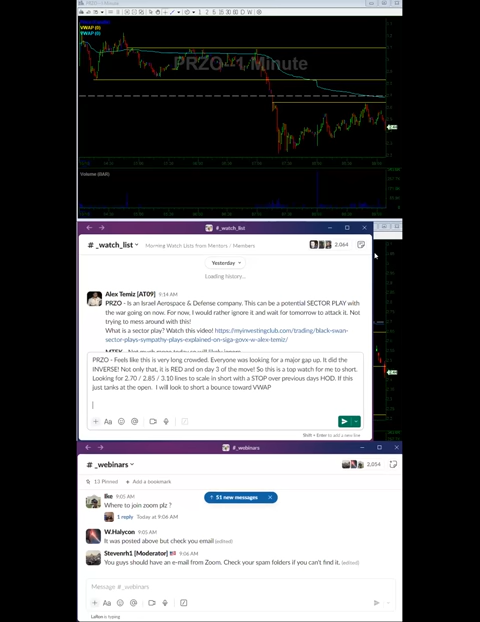 PRZO - 1 Minute
VWAP (0)
VWAP (0)
PRZO--1 Minute
Volume (BAR)
#_watch_list
# _watch_list
Morning Watch Lists from Mentors / Members
2,064
Yesterday
Loading history...
Alex Temiz [AT09] 9:14 AM
PRZO - Is an Israel Aerospace & Defense company. This can be a potential SECTOR PLAY with
the war going on now. For now, I would rather ignore it and wait for tomorrow to attack it. Not
trying to mess around with this!
What is a sector play? Watch this video! https://myinvestingclub.com/trading/black-swan-
sector-plays-sympathy-plays-explained-on-siga-govx-w-alex-temiz/
PRZO - Feels like this is very long crowded. Everyone was looking for a major gap up. It did the
INVERSE! Not only that, it is RED and on day 3 of the move! So this is a top watch for me to short.
Looking for 2.70 / 2.85 / 3.10 lines to scale in short with a STOP over previous days HOD. If this
just tanks at the open. I will look to short a bounce toward VWAP
Shift + Enter to add a new line
#_webinars
# _webinars
2,054
13 Pinned + Add a bookmark
Ike 9:05 AM
51 new messages
Where to join zoom plz ?
1 reply Today at 9:06 AM
W.Halycon 9:05 AM
It was posted above but check you email (edited)
Stevenrh1 [Moderator] 9:06 AM
You guys should have an e-mail from Zoom. Check your spam folders if you can't find it. (edited)
Message #_webinars
is typing